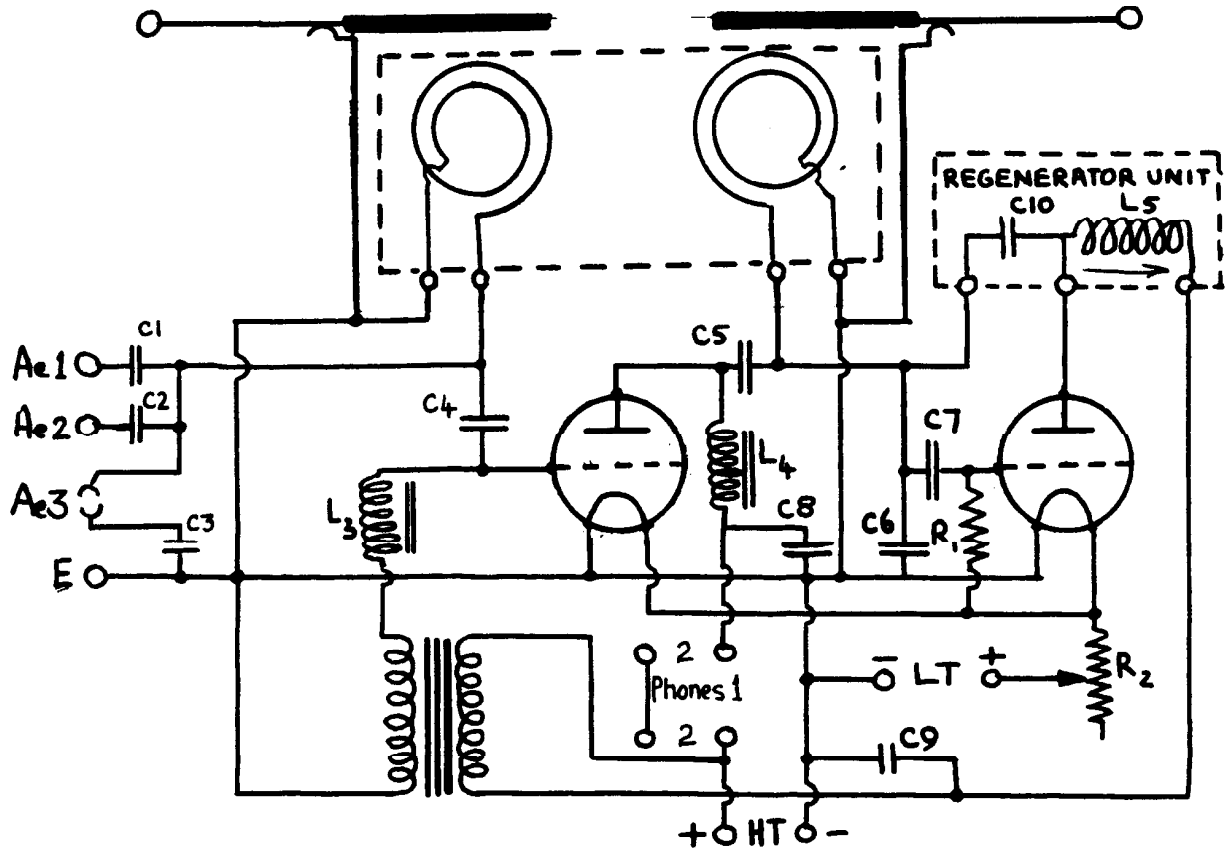 REGENERATOR UNIT
C10 L5
C1
Ae1
C5
C2
C4
Ae2
C7
L4
Ae3
L3
C3
C8
C6
R1
E
2
Phones 1
- LT +
R2
2
C9
+ HT -